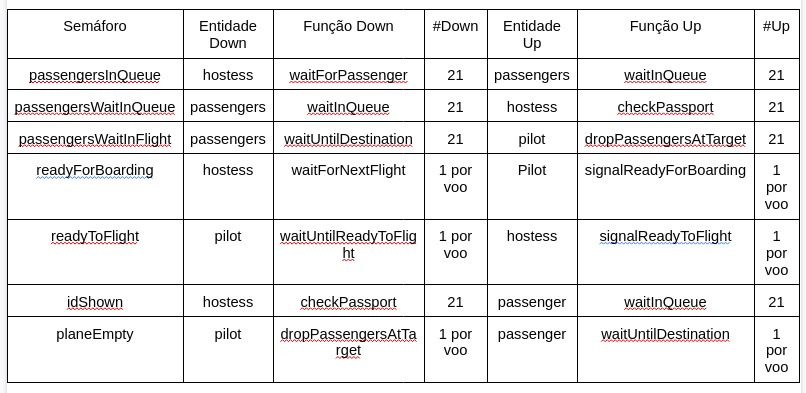 Semáforo | Entidade Down | Função Down | #Down | Entidade Up | Função Up | #Up
passengersInQueue | hostess | waitForPassenger | 21 | passengers | waitInQueue | 21
passengersWaitInQueue | passengers | waitInQueue | 21 | hostess | checkPassport | 21
passengersWaitInFlight | passengers | waitUntilDestination | 21 | pilot | dropPassengersAtTarget | 21
readyForBoarding | hostess | waitForNextFlight | 1 por voo | Pilot | signalReadyForBoarding | 1 por voo
readyToFlight | pilot | waitUntilReadyToFlight | 1 por voo | hostess | signalReadyToFlight | 1 por voo
idShown | hostess | checkPassport | 21 | passenger | waitInQueue | 21
planeEmpty | pilot | dropPassengersAtTarget | 1 por voo | passenger | waitUntilDestination | 1 por voo